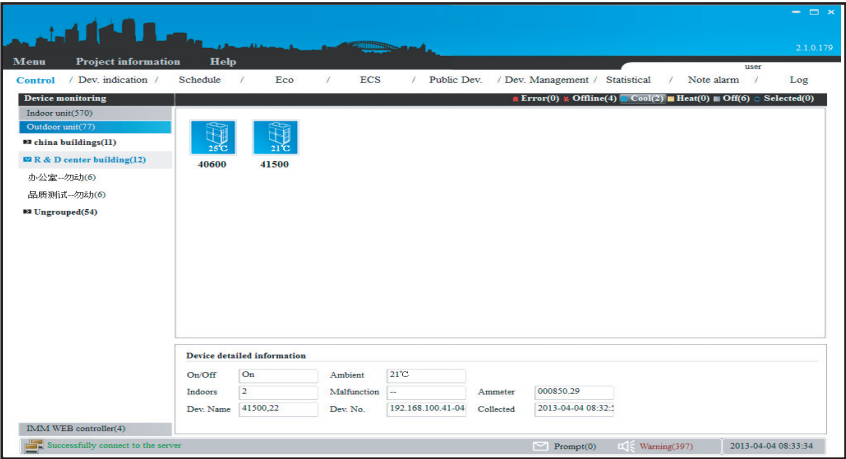 2.1.0.179
Menu Project information Help
user
Control / Dev. indication / Schedule / Eco / ECS / Public Dev. / Dev. Management / Statistical / Note alarm / Log
Device monitoring
Error(0) Offline(4) Cool(2) Heat(0) Off(6) Selected(0)
Indoor unit(570)
Outdoor unit(77)
china buildings(11)
R & D center building(12)
办公室--勿动(6)
品质测试--勿动(6)
Ungrouped(54)
25℃ 21℃
40600 41500
Device detailed information
On/Off On Ambient 21℃
Indoors 2 Malfunction -- Ammeter 000850.29
Dev. Name 41500,22 Dev. No. 192.168.100.41-04 Collected 2013-04-04 08:32:
IMM WEB controller(4)
Successfully connect to the server Prompt(0) Warning(397) 2013-04-04 08:33:34